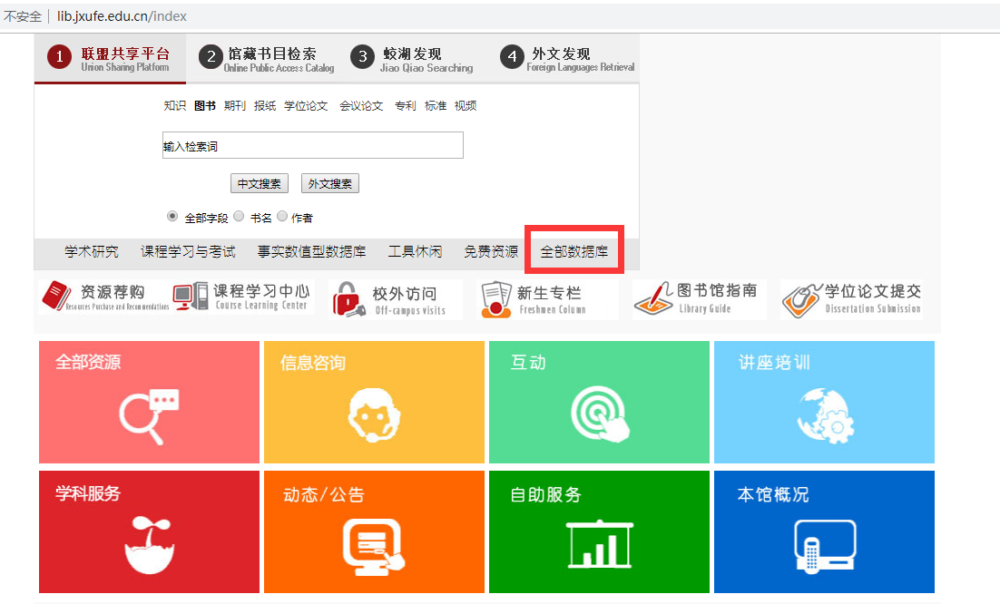 不安全 | lib.jxufe.edu.cn/index
1 联盟共享平台 2 馆藏书目检索 3 蛟湖发现 4 外文发现
Union Sharing Platform Online Public Access Catalog Jiao Qiao Searching Foreign Languages Retrieval
知识 图书 期刊 报纸 学位论文 会议论文 专利 标准 视频
输入检索词
中文搜索 外文搜索
全部字段 书名 作者
学术研究 课程学习与考试 事实数值型数据库 工具休闲 免费资源 全部数据库
资源荐购 课程学习中心 校外访问 新生专栏 图书馆指南 学位论文提交
Resources Purchase and Recommendations Course Learning Center Off-campus visits Freshmen Column Library Guide Dissertation Submission
全部资源 信息咨询 互动 讲座培训
学科服务 动态/公告 自助服务 本馆概况